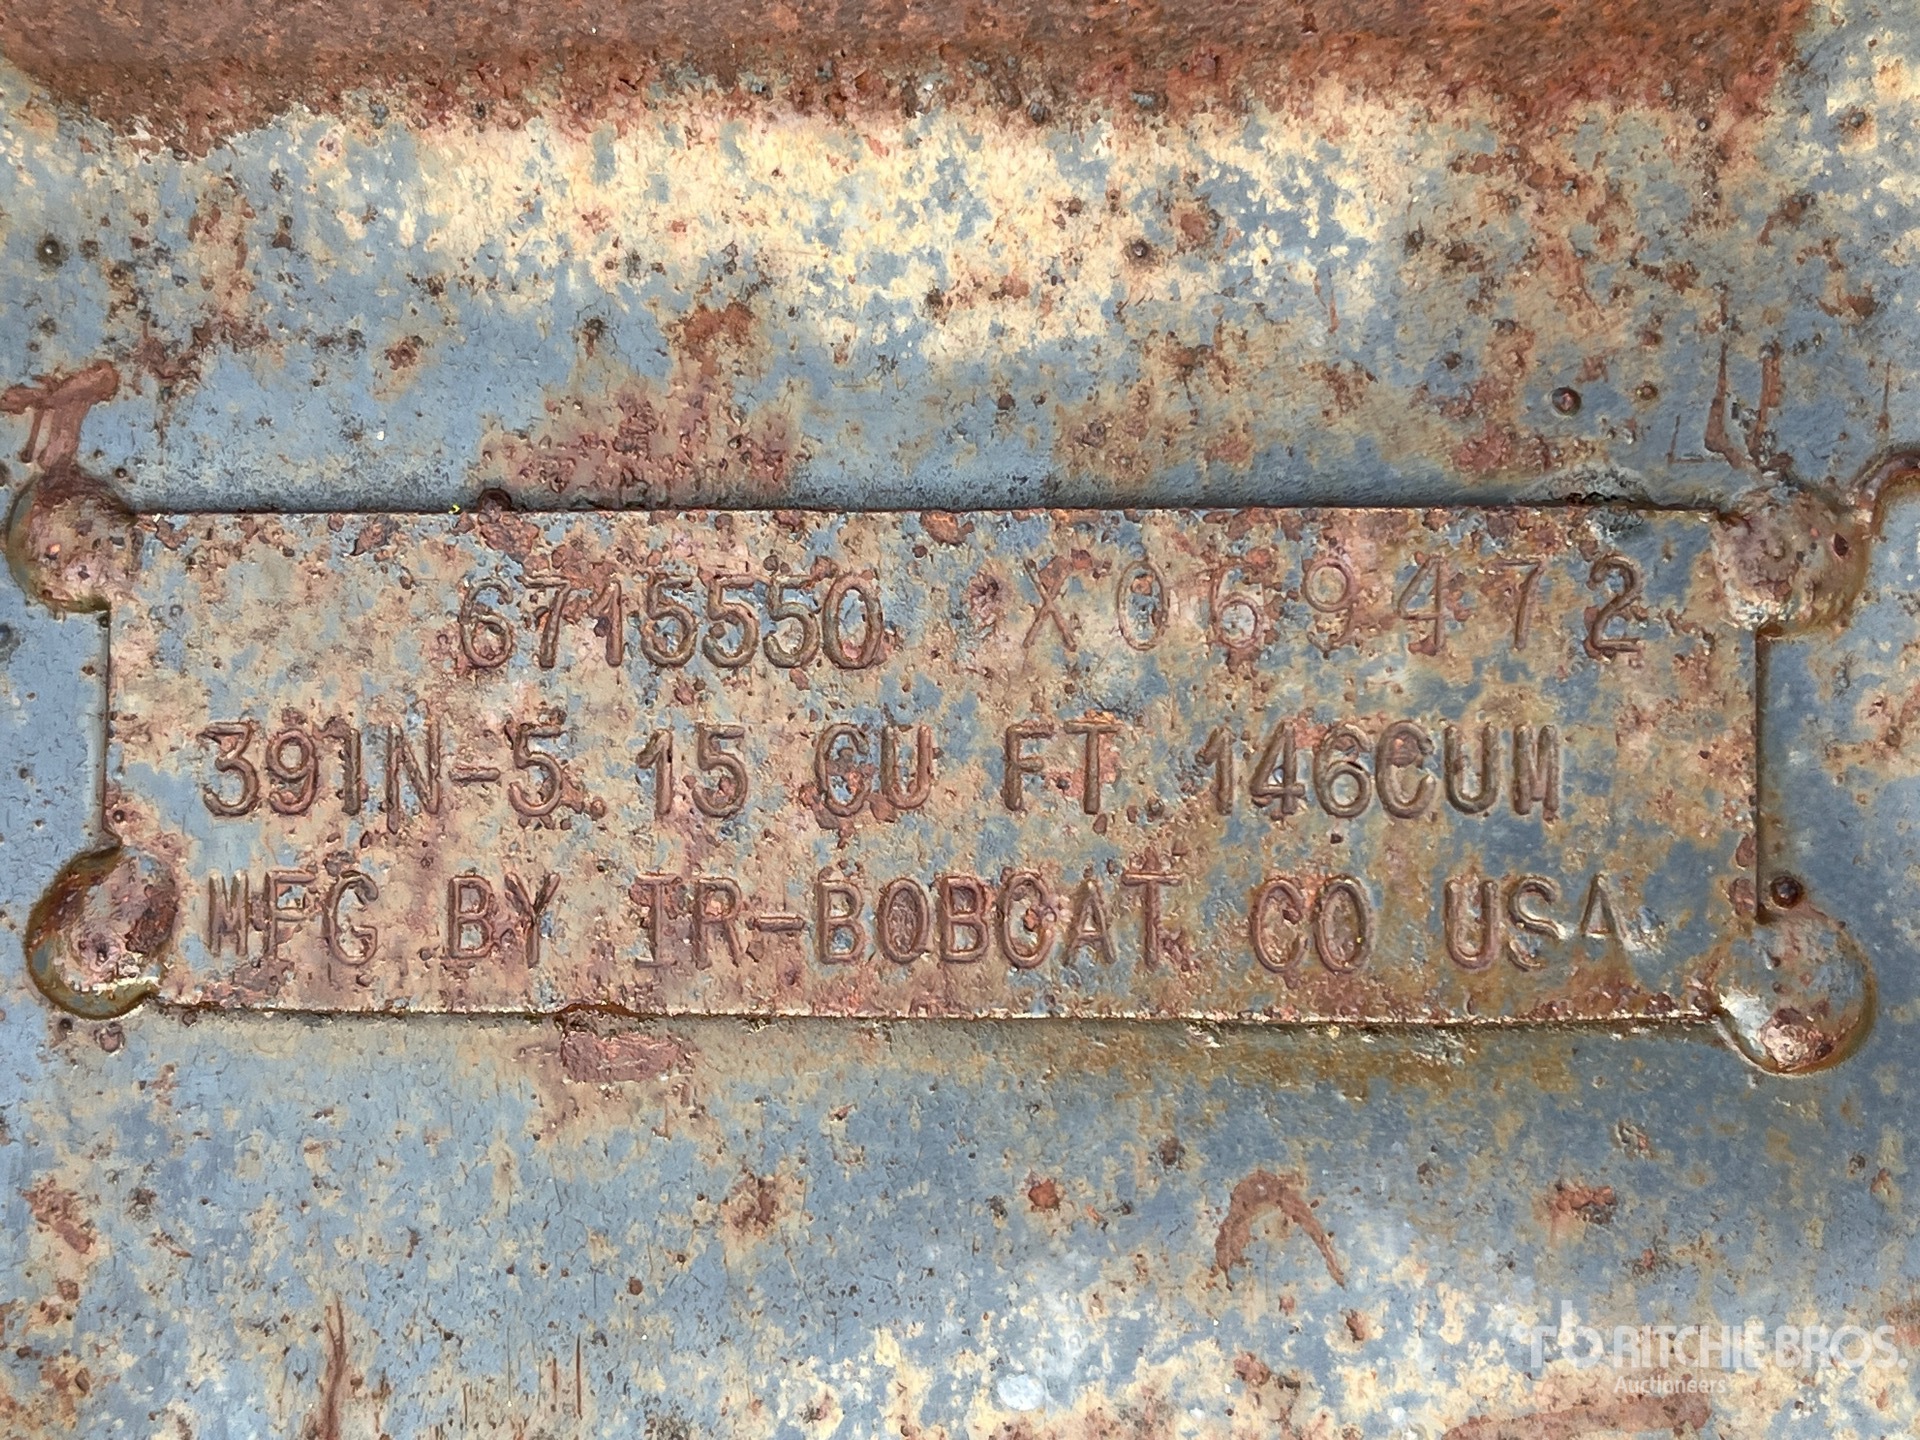 6715550 X069472
391N-5 15 CU FT 146CUM
MFG BY IR-BOBCAT CO USA
RITCHIE BROS.
Auctioneers